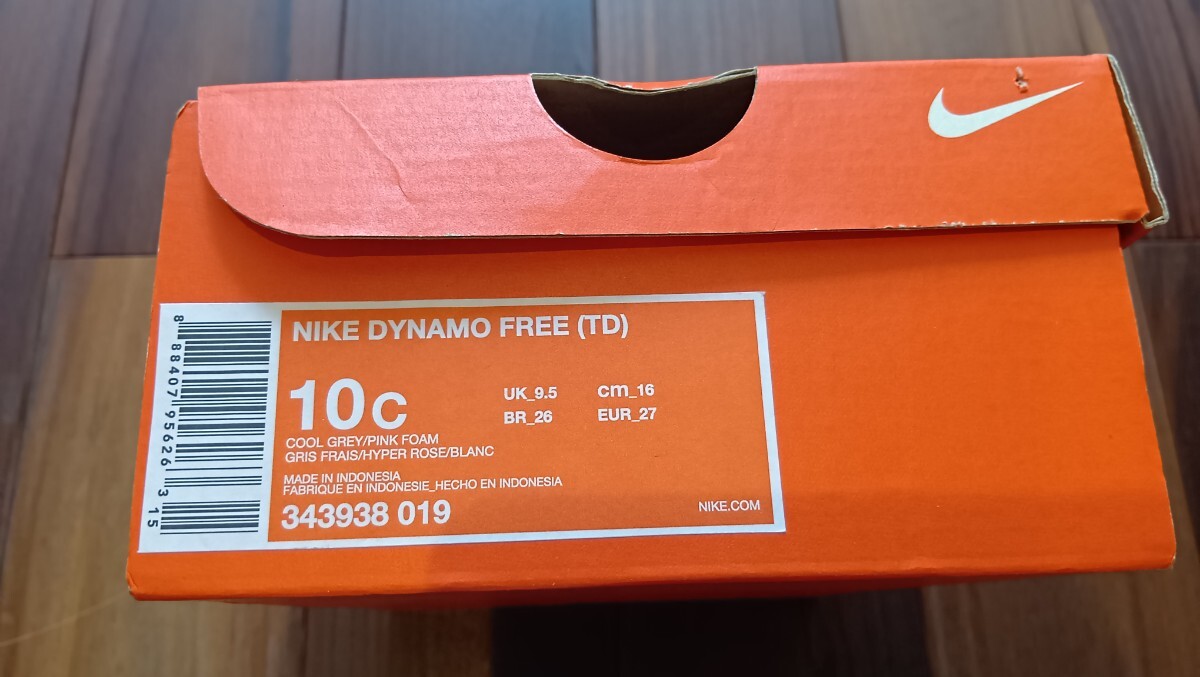 NIKE DYNAMO FREE (TD)
10C
UK_9.5
cm_16
BR_26
EUR_27
COOL GREY/PINK FOAM
GRIS FRAIS/HYPER ROSE/BLANC
MADE IN INDONESIA
FABRIQUE EN INDONESIE_HECHO EN INDONESIA
343938 019
NIKE.COM
8 88407 95626 3 15